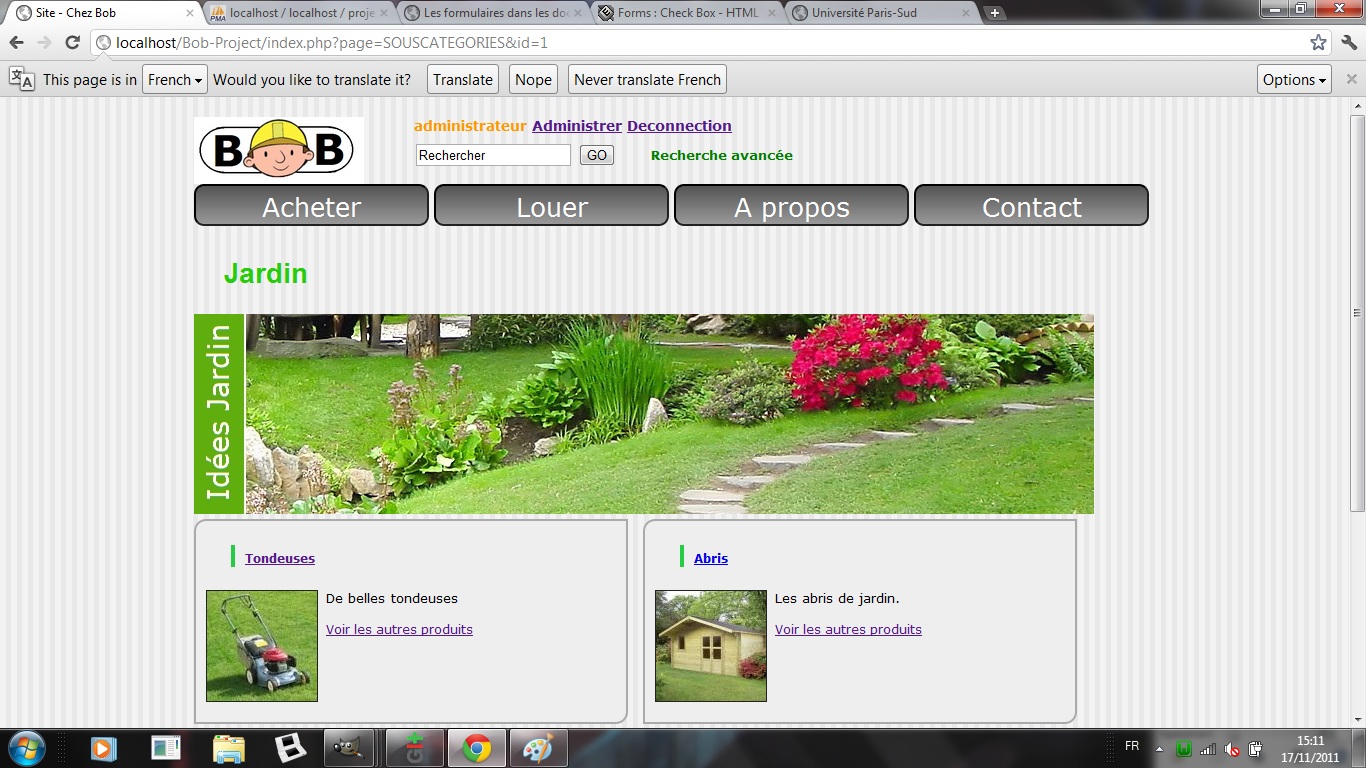 Site - Chez Bob
localhost / localhost / proje
Les formulaires dans les do
Forms : Check Box - HTML
Université Paris-Sud
localhost/Bob-Project/index.php?page=SOUSCATEGORIES&id=1
This page is in French Would you like to translate it? Translate Nope Never translate French Options
B B
administrateur Administrer Deconnection
Rechercher GO Recherche avancée
Acheter Louer A propos Contact
Jardin
Idées Jardin
Tondeuses
De belles tondeuses
Voir les autres produits
Abris
Les abris de jardin.
Voir les autres produits
FR
15:11
17/11/2011